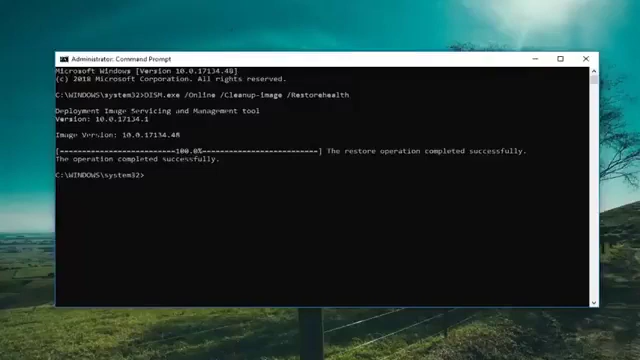 Administrator: Command Prompt
Microsoft Windows [Version 10.0.17134.48]
(c) 2018 Microsoft Corporation. All rights reserved.
C:\WINDOWS\system32>DISM.exe /Online /Cleanup-image /Restorehealth
Deployment Image Servicing and Management tool
Version: 10.0.17134.1
Image Version: 10.0.17134.48
[==========================100.0%==========================] The restore operation completed successfully.
The operation completed successfully.
C:\WINDOWS\system32>